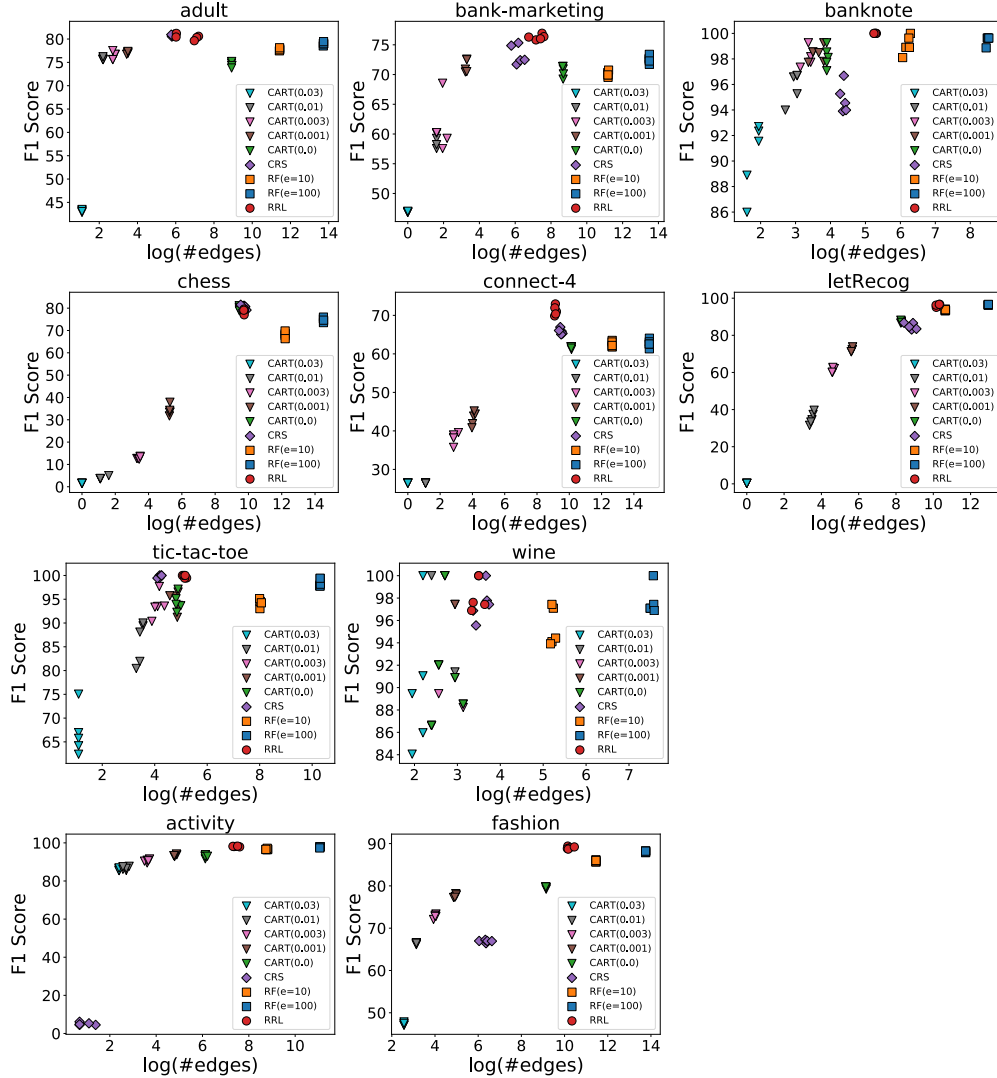 adult
F1 Score
80
75
70
65
60
55
50
45
2 4 6 8 10 12 14
log(#edges)
CART(0.03)
CART(0.01)
CART(0.003)
CART(0.001)
CART(0.0)
CRS
RF(e=10)
RF(e=100)
RRL
bank-marketing
F1 Score
75
70
65
60
55
50
0 2 4 6 8 10 12 14
log(#edges)
CART(0.03)
CART(0.01)
CART(0.003)
CART(0.001)
CART(0.0)
CRS
RF(e=10)
RF(e=100)
RRL
banknote
F1 Score
100
98
96
94
92
90
88
86
2 3 4 5 6 7 8
log(#edges)
CART(0.03)
CART(0.01)
CART(0.003)
CART(0.001)
CART(0.0)
CRS
RF(e=10)
RF(e=100)
RRL
chess
F1 Score
80
70
60
50
40
30
20
10
0
0 2 4 6 8 10 12 14
log(#edges)
CART(0.03)
CART(0.01)
CART(0.003)
CART(0.001)
CART(0.0)
CRS
RF(e=10)
RF(e=100)
RRL
connect-4
F1 Score
70
60
50
40
30
0 2 4 6 8 10 12 14
log(#edges)
CART(0.03)
CART(0.01)
CART(0.003)
CART(0.001)
CART(0.0)
CRS
RF(e=10)
RF(e=100)
RRL
letRecog
F1 Score
100
80
60
40
20
0
0 2 4 6 8 10 12
log(#edges)
CART(0.03)
CART(0.01)
CART(0.003)
CART(0.001)
CART(0.0)
CRS
RF(e=10)
RF(e=100)
RRL
tic-tac-toe
F1 Score
100
95
90
85
80
75
70
65
2 4 6 8 10
log(#edges)
CART(0.03)
CART(0.01)
CART(0.003)
CART(0.001)
CART(0.0)
CRS
RF(e=10)
RF(e=100)
RRL
wine
F1 Score
100
98
96
94
92
90
88
86
84
2 3 4 5 6 7
log(#edges)
CART(0.03)
CART(0.01)
CART(0.003)
CART(0.001)
CART(0.0)
CRS
RF(e=10)
RF(e=100)
RRL
activity
F1 Score
100
80
60
40
20
0
0 2 4 6 8 10
log(#edges)
CART(0.03)
CART(0.01)
CART(0.003)
CART(0.001)
CART(0.0)
CRS
RF(e=10)
RF(e=100)
RRL
fashion
F1 Score
90
80
70
60
50
2 4 6 8 10 12 14
log(#edges)
CART(0.03)
CART(0.01)
CART(0.003)
CART(0.001)
CART(0.0)
CRS
RF(e=10)
RF(e=100)
RRL